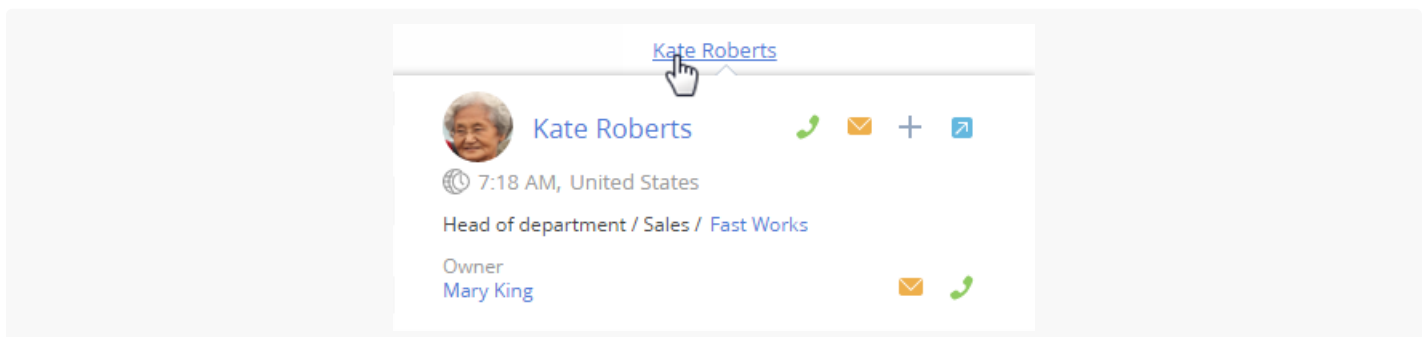 Kate Roberts
Kate Roberts
7:18 AM, United States
Head of department / Sales / Fast Works
Owner
Mary King